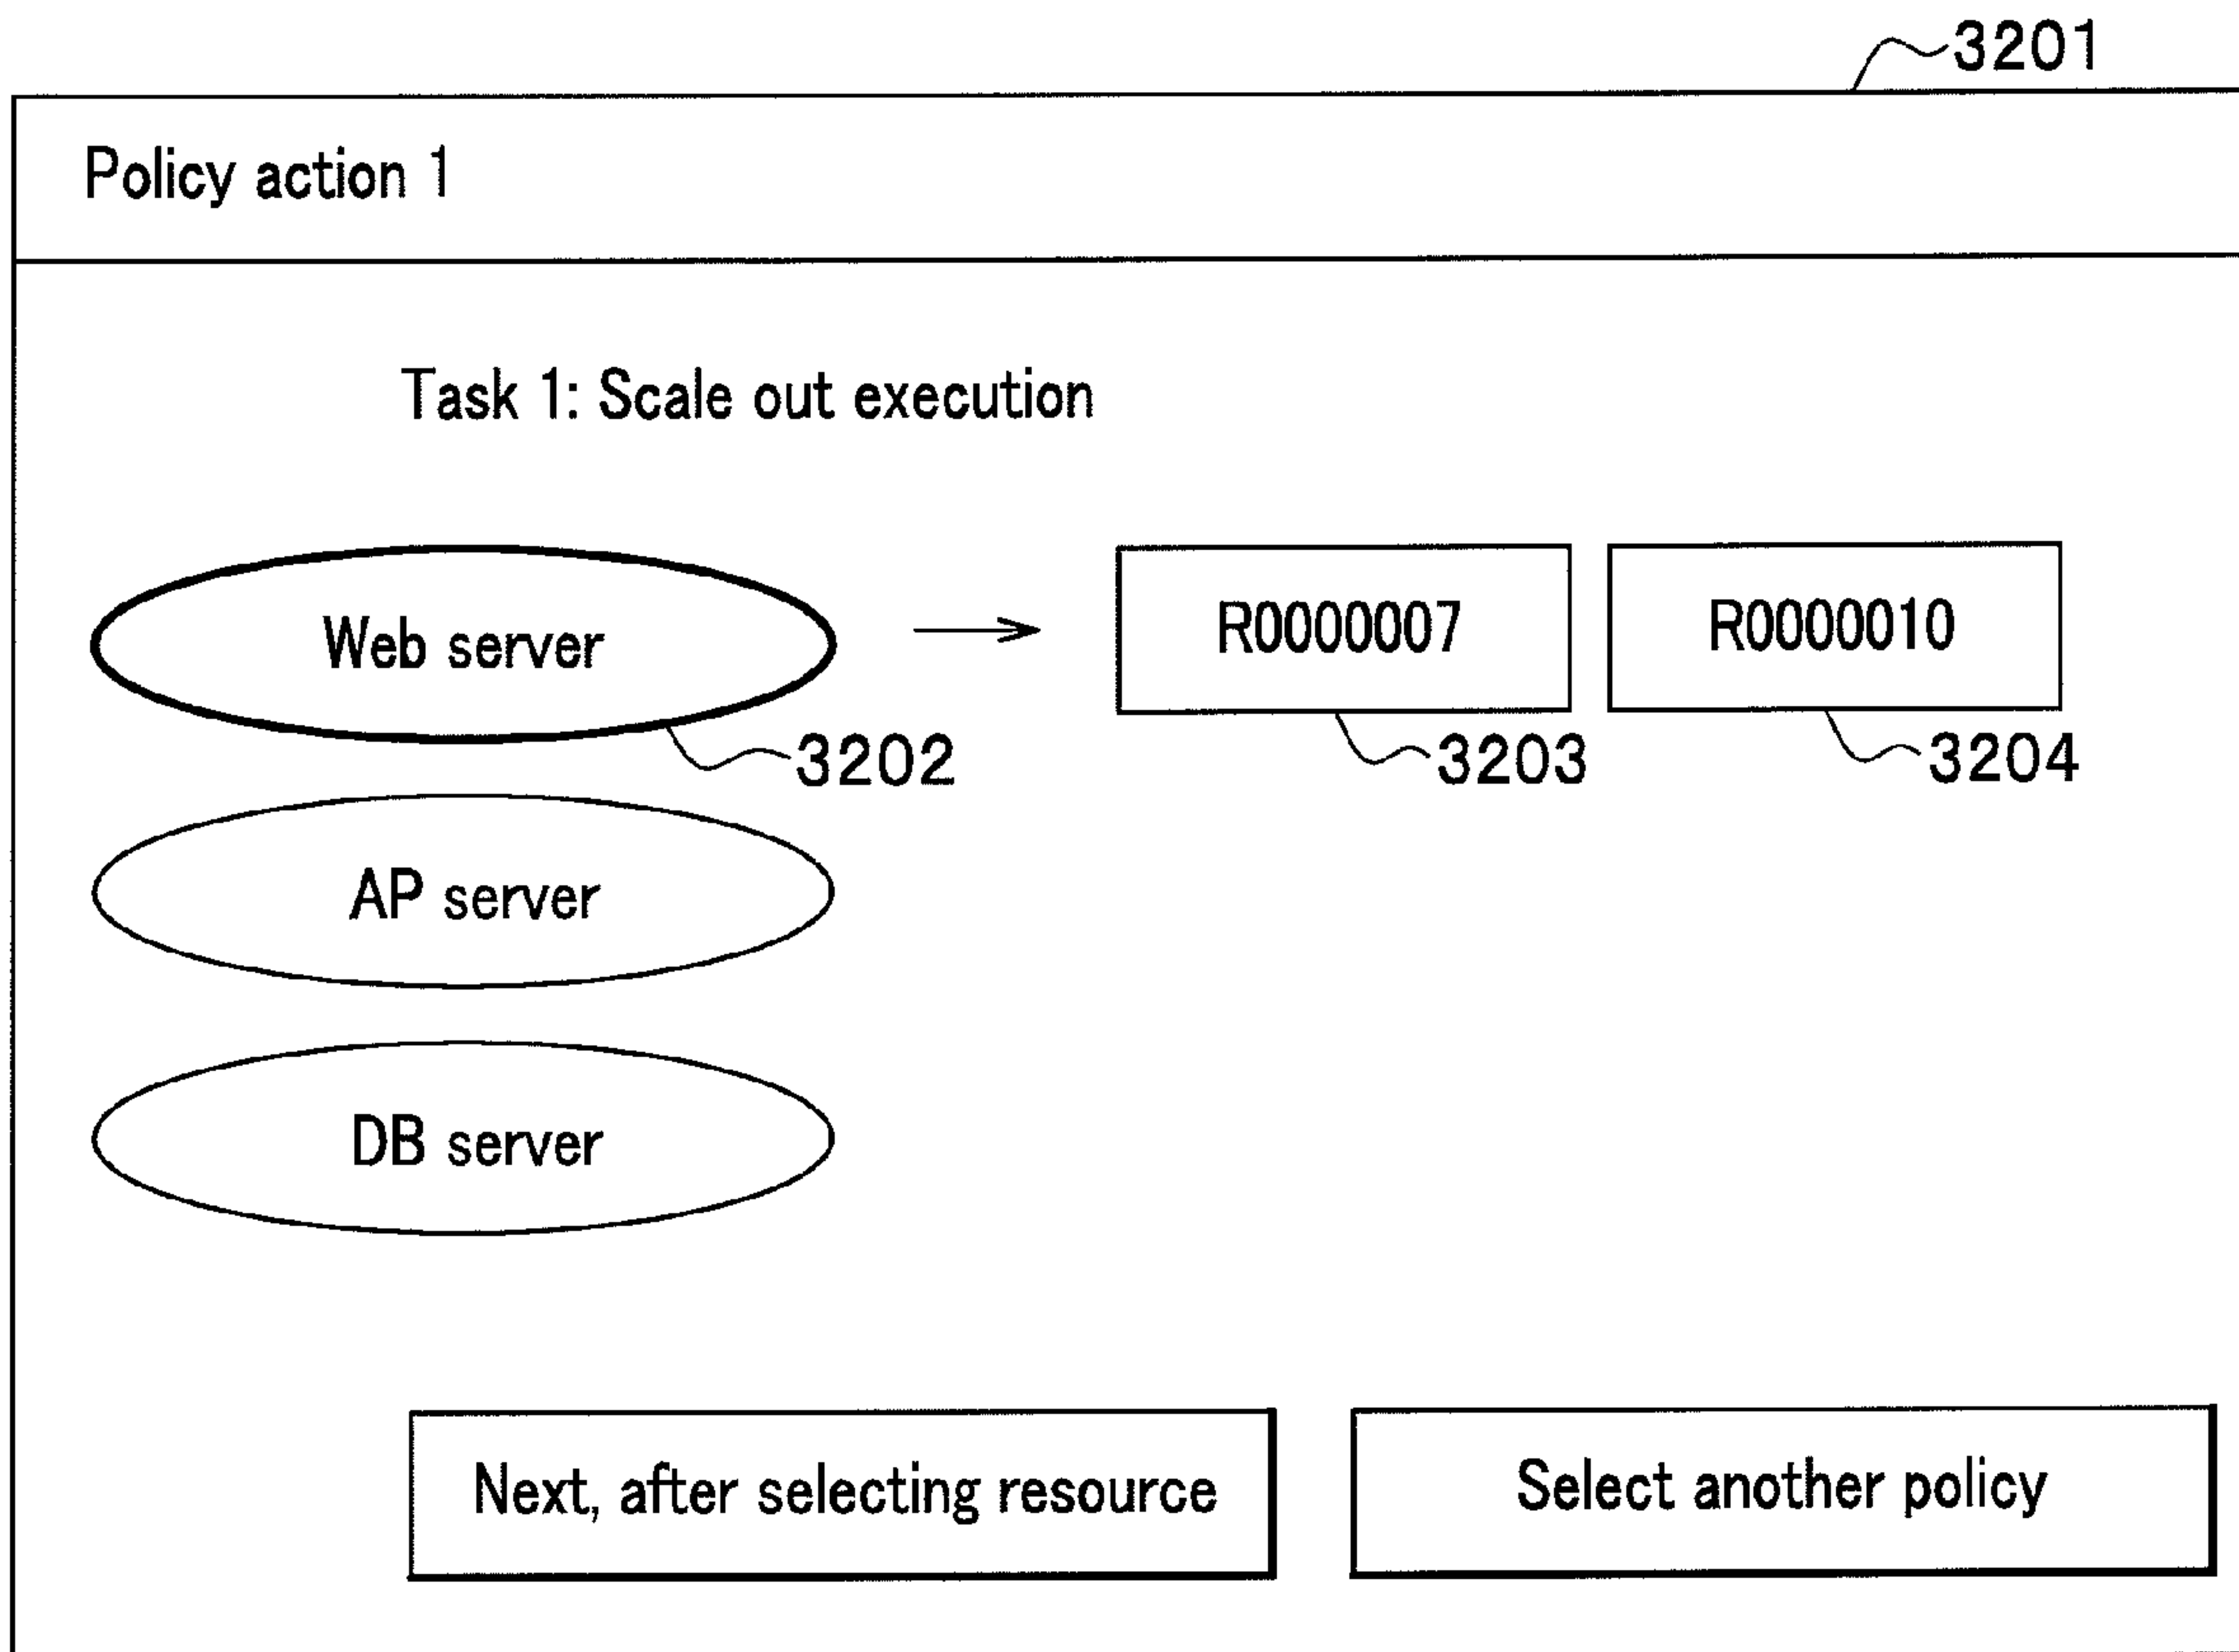 3201
Policy action 1
Task 1: Scale out execution
Web server
R0000007
R0000010
3202
3203
3204
AP server
DB server
Next, after selecting resource
Select another policy